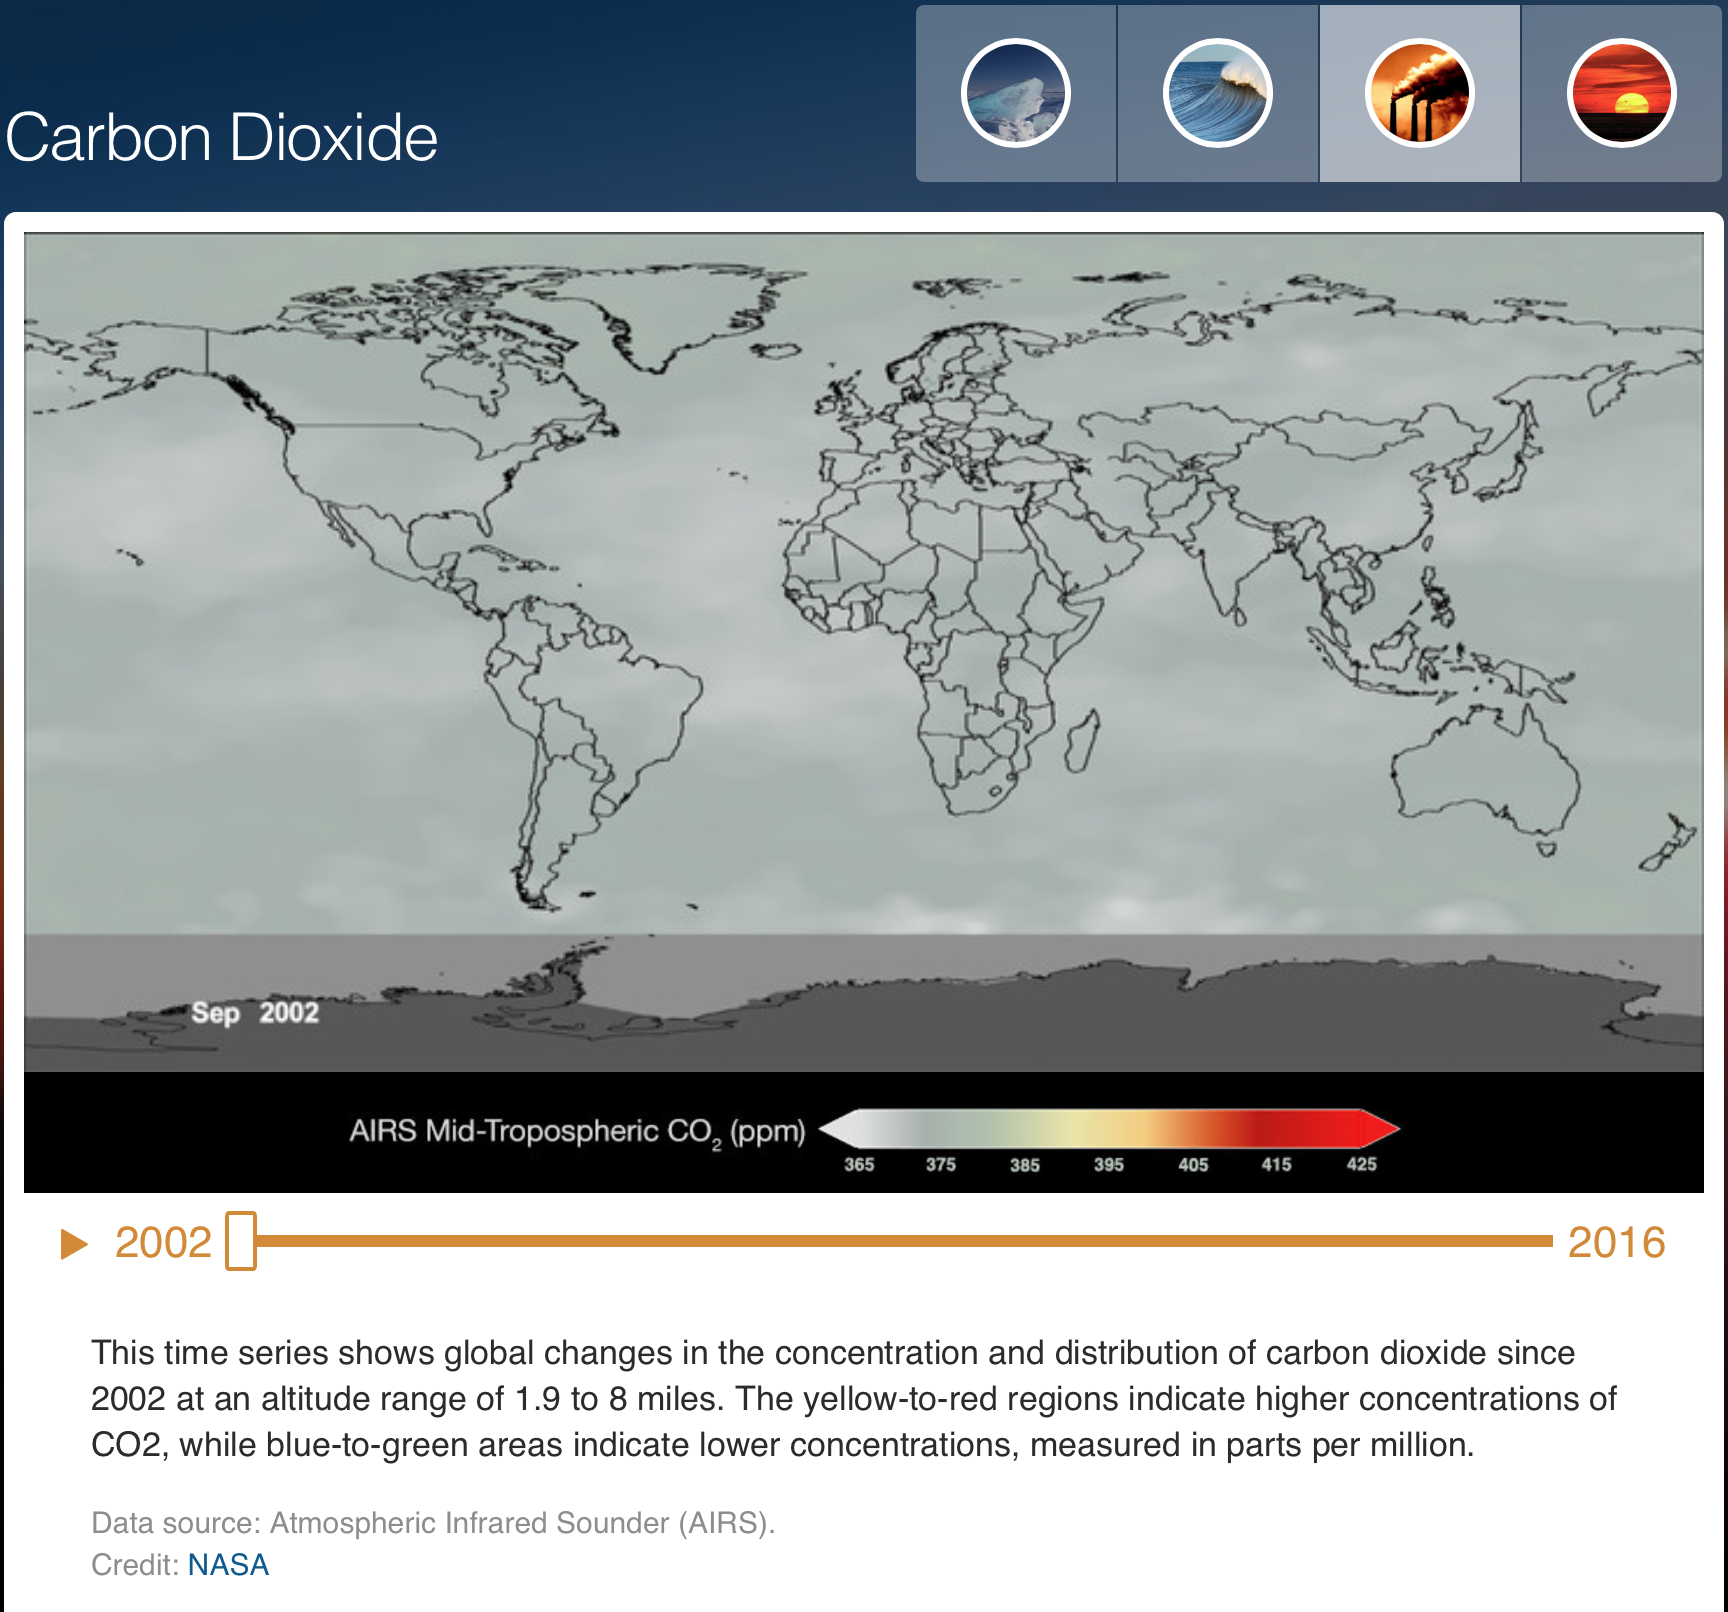 Carbon Dioxide
Sep 2002
AIRS Mid-Tropospheric CO₂ (ppm)
365 375 385 395 405 415 425
2002 2016
This time series shows global changes in the concentration and distribution of carbon dioxide since
2002 at an altitude range of 1.9 to 8 miles. The yellow-to-red regions indicate higher concentrations of
CO2, while blue-to-green areas indicate lower concentrations, measured in parts per million.
Data source: Atmospheric Infrared Sounder (AIRS).
Credit: NASA